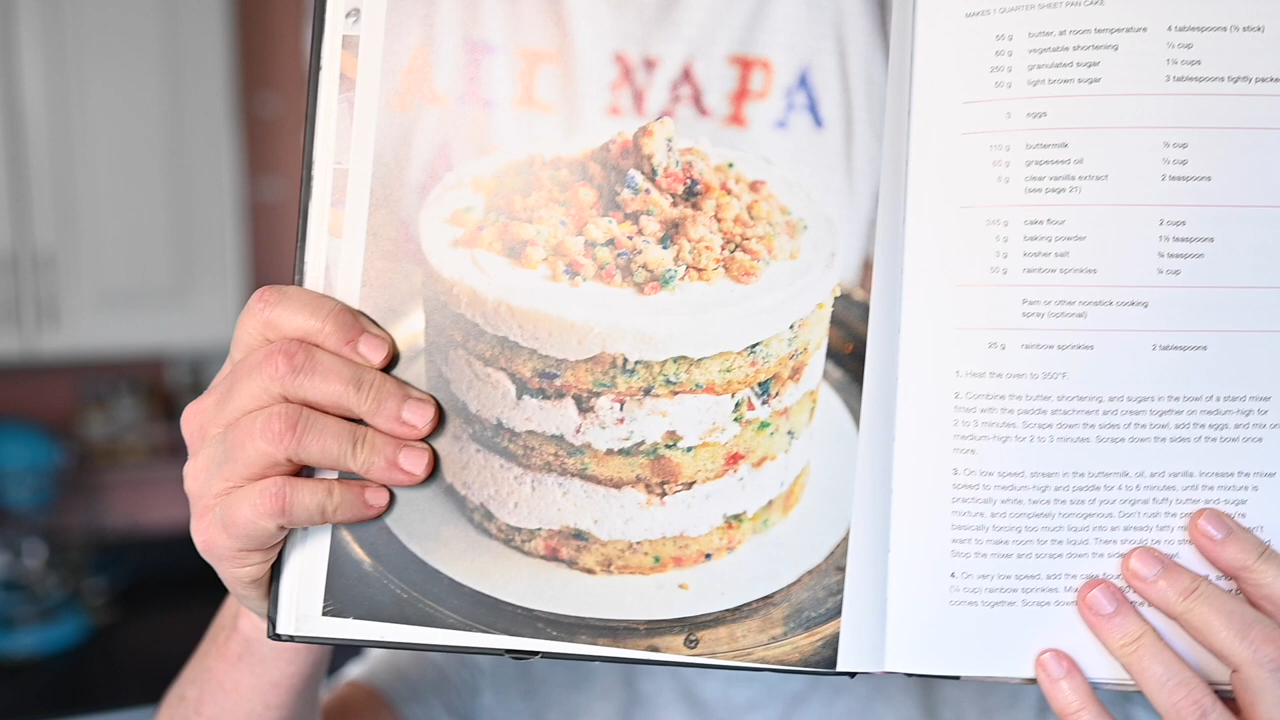 NAPA
MAKES 1 QUARTER SHEET PAN CAKE
55 g butter, at room temperature 4 tablespoons (½ stick)
60 g vegetable shortening ⅓ cup
250 g granulated sugar 1¼ cups
50 g light brown sugar 3 tablespoons tightly packe
3 eggs
110 g buttermilk ½ cup
65 g grapeseed oil ⅓ cup
8 g clear vanilla extract 2 teaspoons
(see page 21)
245 g cake flour 2 cups
6 g baking powder 1½ teaspoons
3 g kosher salt ¾ teaspoon
50 g rainbow sprinkles ¼ cup
Pam or other nonstick cooking
spray (optional)
25 g rainbow sprinkles 2 tablespoons
1. Heat the oven to 350°F.
2. Combine the butter, shortening, and sugars in the bowl of a stand mixer
fitted with the paddle attachment and cream together on medium-high for
2 to 3 minutes. Scrape down the sides of the bowl, add the eggs, and mix on
medium-high for 2 to 3 minutes. Scrape down the sides of the bowl once
more.
3. On low speed, stream in the buttermilk, oil, and vanilla. Increase the mixer
speed to medium-high and paddle for 4 to 6 minutes, until the mixture is
practically white, twice the size of your original fluffy butter-and-sugar
mixture, and completely homogenous. Don't rush the
basically forcing too much liquid into an already fatty
want to make room for the liquid. There should be no
Stop the mixer and scrape down the
4. On very low speed, add the cake flour,
(¼ cup) rainbow sprinkles.
comes together. Scrape down the